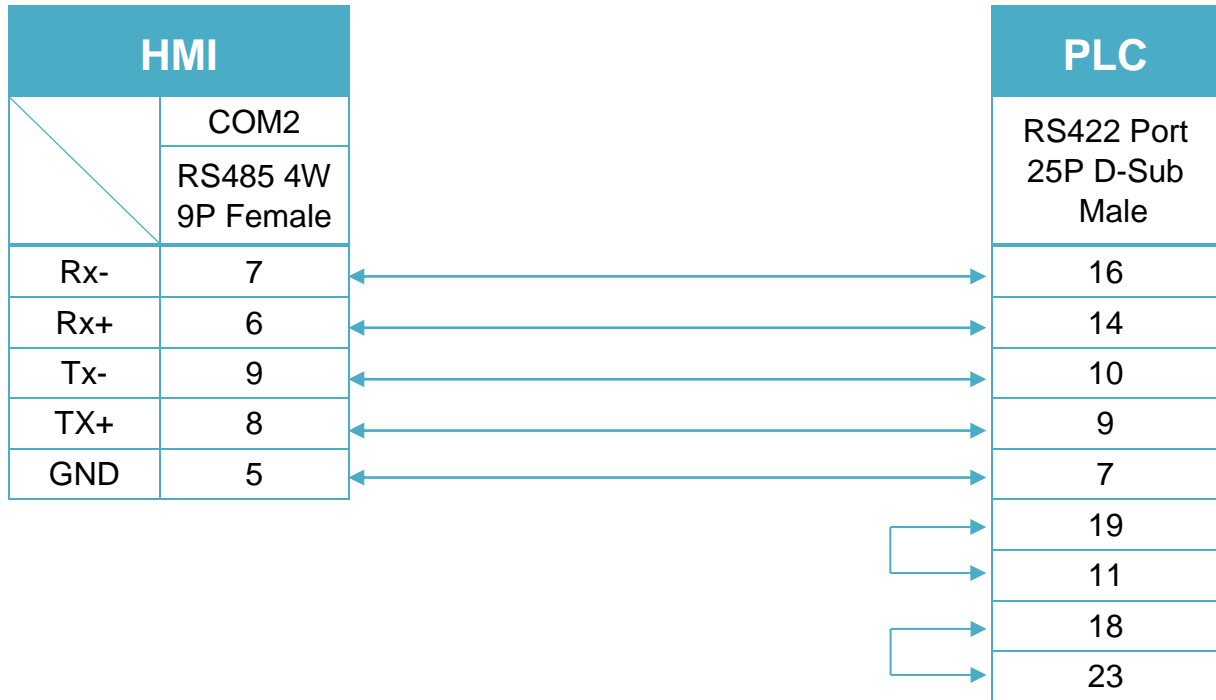 HMI
PLC
COM2
RS485 4W
9P Female
RS422 Port
25P D-Sub
Male
Rx- 7 16
Rx+ 6 14
Tx- 9 10
TX+ 8 9
GND 5 7
19
11
18
23